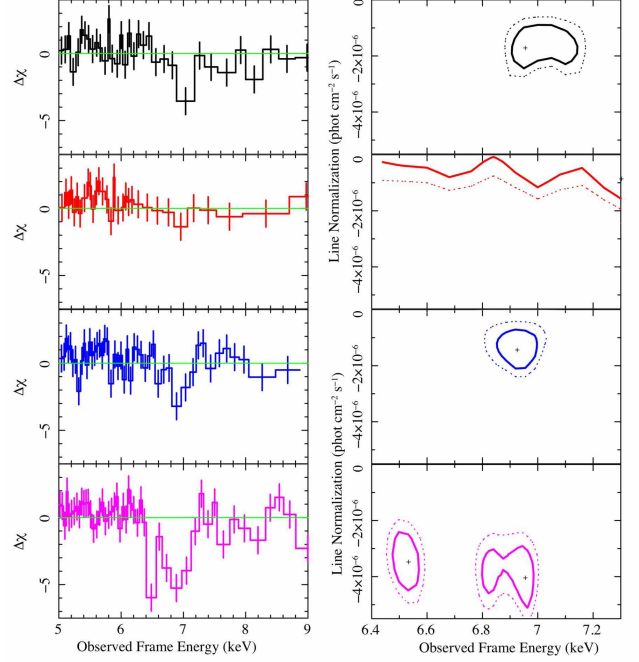 Δχ
0
−5
Δχ
0
−5
Δχ
0
−5
Δχ
0
−5
5 6 7 8 9
Observed Frame Energy (keV)
Line Normalization (phot cm⁻² s⁻¹)
0
−2×10⁻⁶
−4×10⁻⁶
0
−2×10⁻⁶
−4×10⁻⁶
Line Normalization (phot cm⁻² s⁻¹)
0
−2×10⁻⁶
−4×10⁻⁶
0
−2×10⁻⁶
−4×10⁻⁶
6.4 6.6 6.8 7 7.2
Observed Frame Energy (keV)